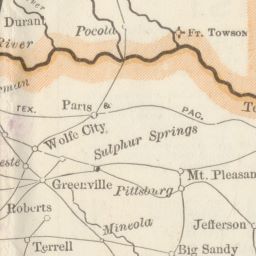 Durant
Pocola
FT. TOWSON
River
TEX.
Paris
&
PAC.
Wolfe City
Sulphur Springs
Greenville
Pittsburg
Mt. Pleasan
Roberts
Mineola
Jefferson
Terrell
Big Sandy